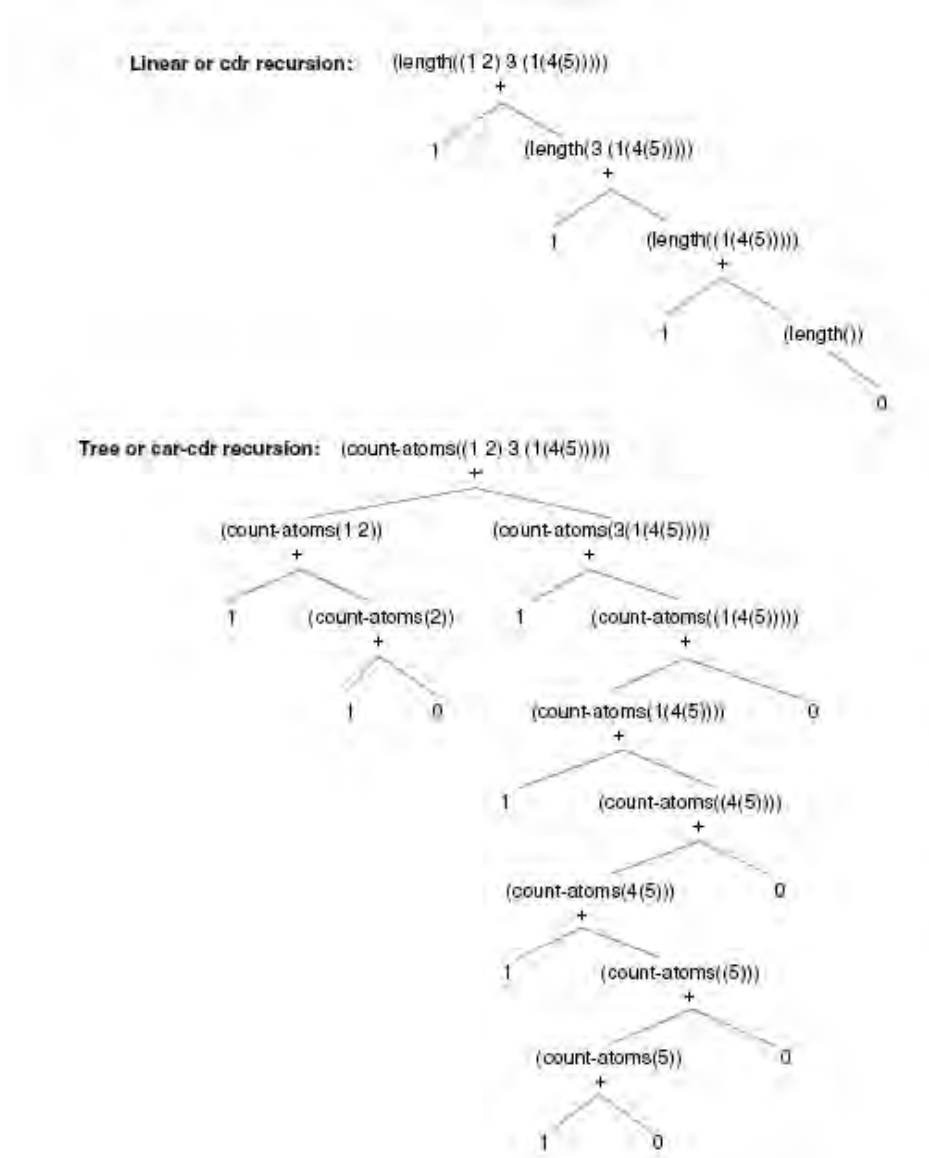 Linear or cdr recursion: (length((1 2) 3 (1(4(5)))))
+
1 (length(3 (1(4(5)))))
+
1 (length((1(4(5)))))
+
1 (length())
0
Tree or car-cdr recursion: (count-atoms((1 2) 3 (1(4(5)))))
+
(count-atoms(1 2)) (count-atoms(3(1(4(5)))))
+ +
1 (count-atoms(2)) 1 (count-atoms((1(4(5)))))
+ +
1 0 (count-atoms(1(4(5)))) 0
+
1 (count-atoms((4(5))))
+
(count-atoms(4(5))) 0
+
1 (count-atoms((5)))
+
(count-atoms(5)) 0
+
1 0